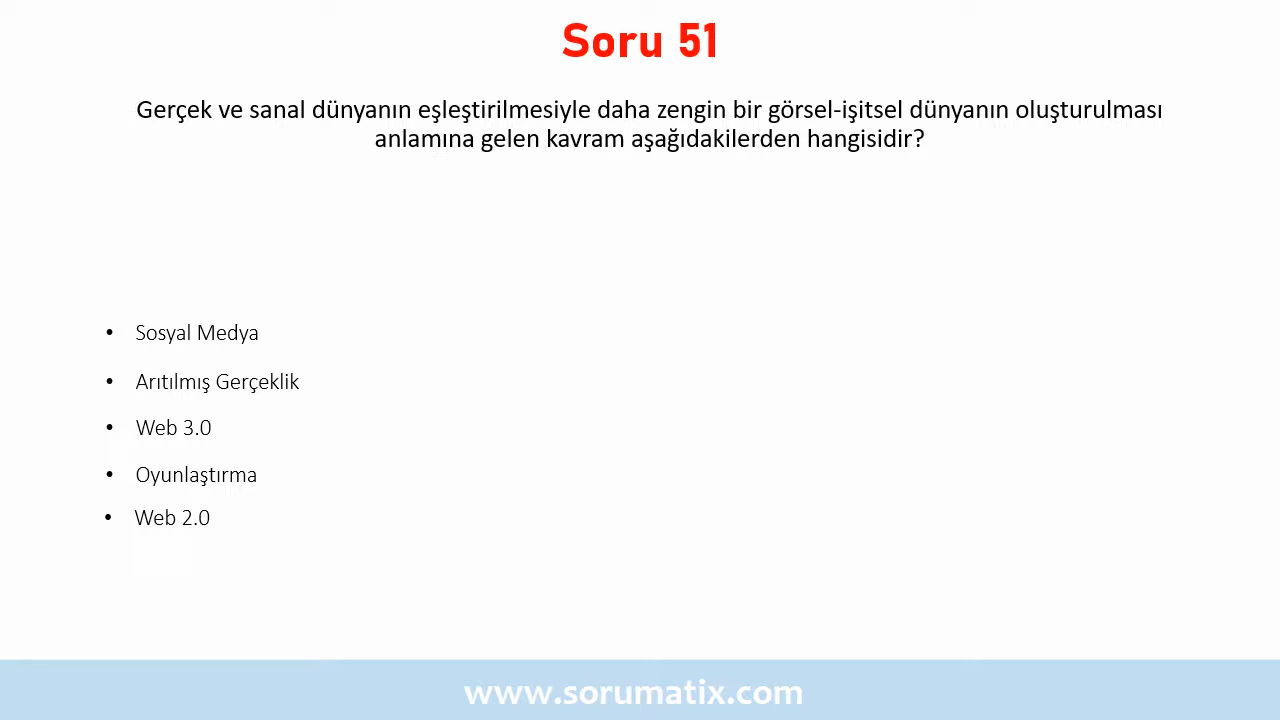 Soru 51
Gerçek ve sanal dünyanın eşleştirilmesiyle daha zengin bir görsel-işitsel dünyanın oluşturulması
anlamına gelen kavram aşağıdakilerden hangisidir?
• Sosyal Medya
• Arıtılmış Gerçeklik
• Web 3.0
• Oyunlaştırma
• Web 2.0
www.sorumatix.com